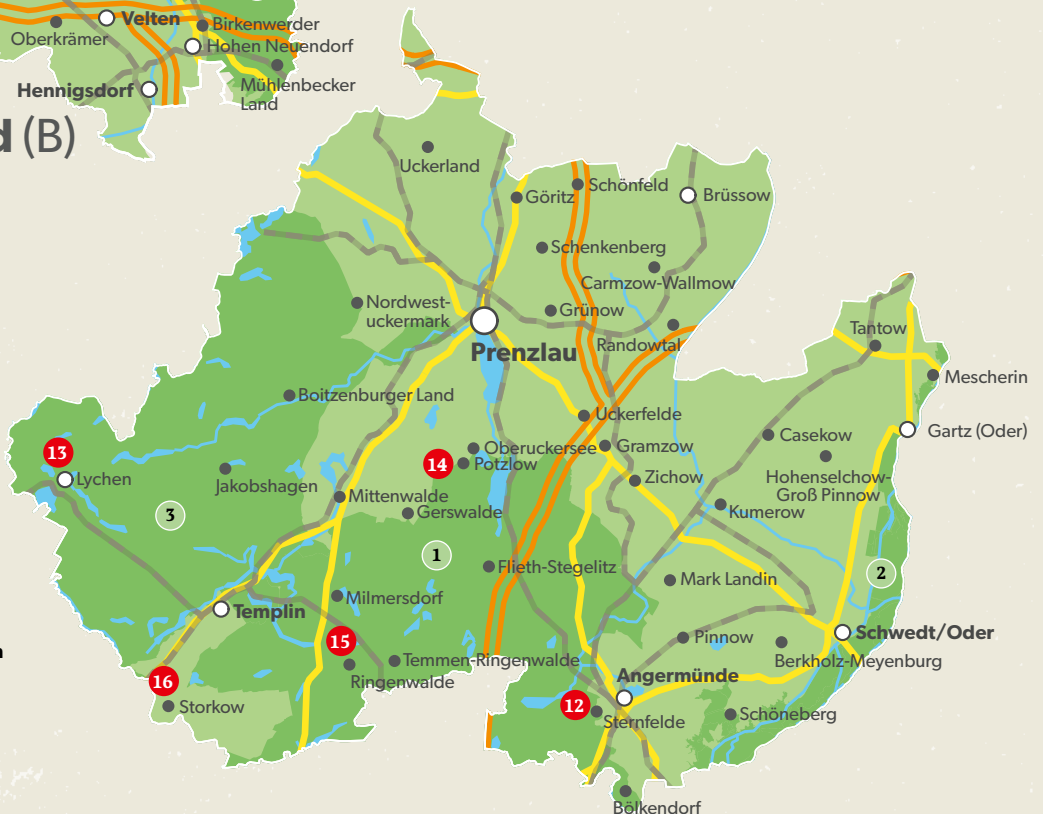 Velten
Birkenwerder
Oberkrämer
Hohen Neuendorf
Hennigsdorf
Mühlenbecker
Land
d (B)
Uckerland
Göritz
Schönfeld
Brüssow
Schenkenberg
Carmzow-Wallmow
Nordwest-
uckermark
Grünow
Prenzlau
Randowtal
Tantow
Mescherin
Boitzenburger Land
Uckerfelde
Gartz (Oder)
Casekow
13
Lychen
14
Oberuckersee
Potzlow
Gramzow
Hohenselchow-
Groß Pinnow
Jakobshagen
Mittenwalde
Zichow
Kumerow
3
Gerswalde
1
Flieth-Stegelitz
Mark Landin
2
Templin
Milmersdorf
Schwedt/Oder
Pinnow
n
15
Temmen-Ringenwalde
Berkholz-Meyenburg
Ringenwalde
Angermünde
16
Storkow
12
Sternfelde
Schöneberg
Bölkendorf